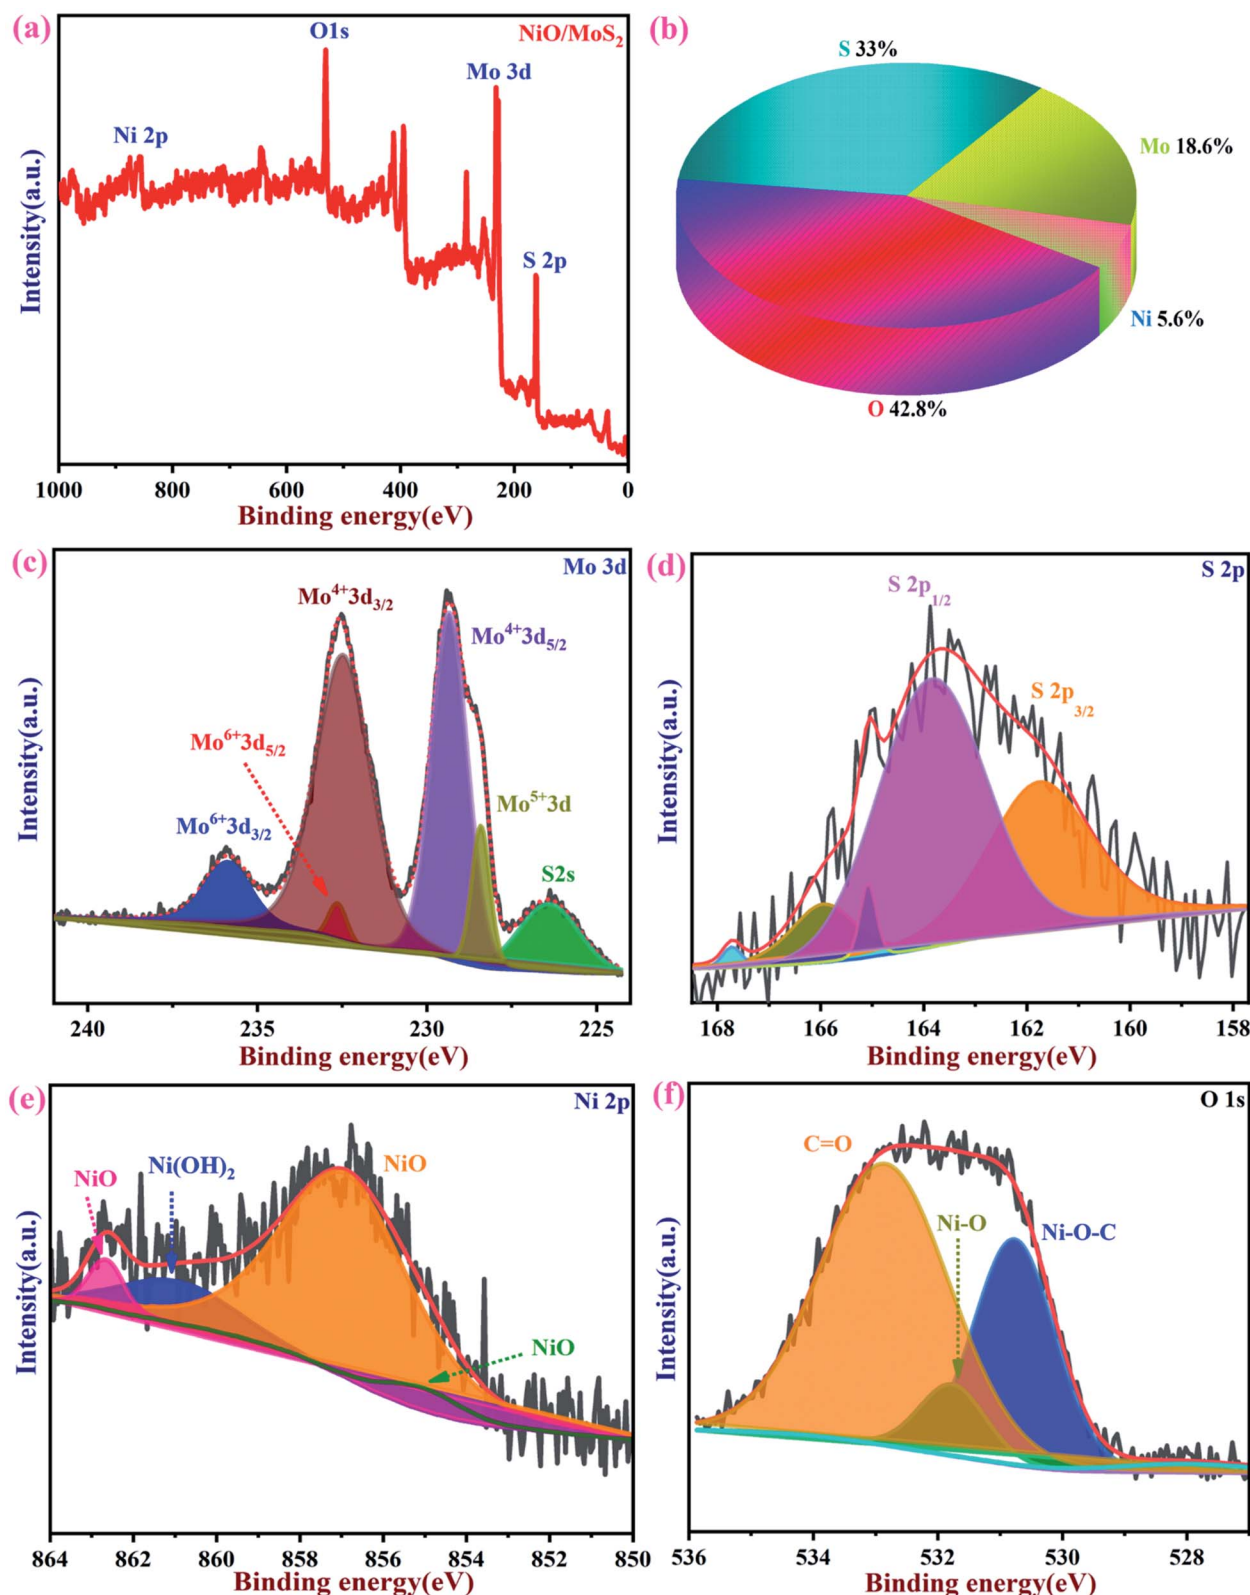 (a)
NiO/MoS₂
O1s
Mo 3d
Ni 2p
S 2p
Intensity(a.u.)
1000 800 600 400 200 0
Binding energy(eV)
(b)
S 33%
Mo 18.6%
Ni 5.6%
O 42.8%
(c)
Mo 3d
Mo⁴⁺3d₃/₂
Mo⁴⁺3d₅/₂
Mo⁶⁺3d₅/₂
Mo⁵⁺3d
Mo⁶⁺3d₃/₂
S2s
Intensity(a.u.)
240 235 230 225
Binding energy(eV)
(d)
S 2p
S 2p₁/₂
S 2p₃/₂
Intensity(a.u.)
168 166 164 162 160 158
Binding energy(eV)
(e)
Ni 2p
NiO
Ni(OH)₂
NiO
NiO
Intensity(a.u.)
864 862 860 858 856 854 852 850
Binding energy(eV)
(f)
O 1s
C=O
Ni-O
Ni-O-C
Intensity(a.u.)
536 534 532 530 528
Binding energy(eV)